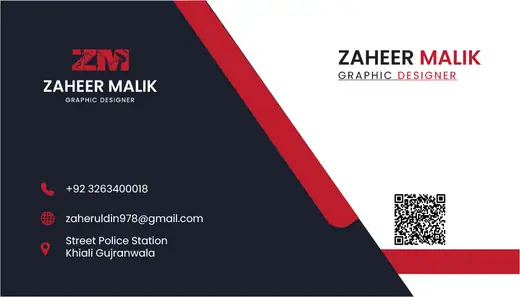 ZM
ZAHEER MALIK
GRAPHIC DESIGNER
+92 3263400018
zaheruldin978@gmail.com
Street Police Station
Khiali Gujranwala
ZAHEER MALIK
GRAPHIC DESIGNER